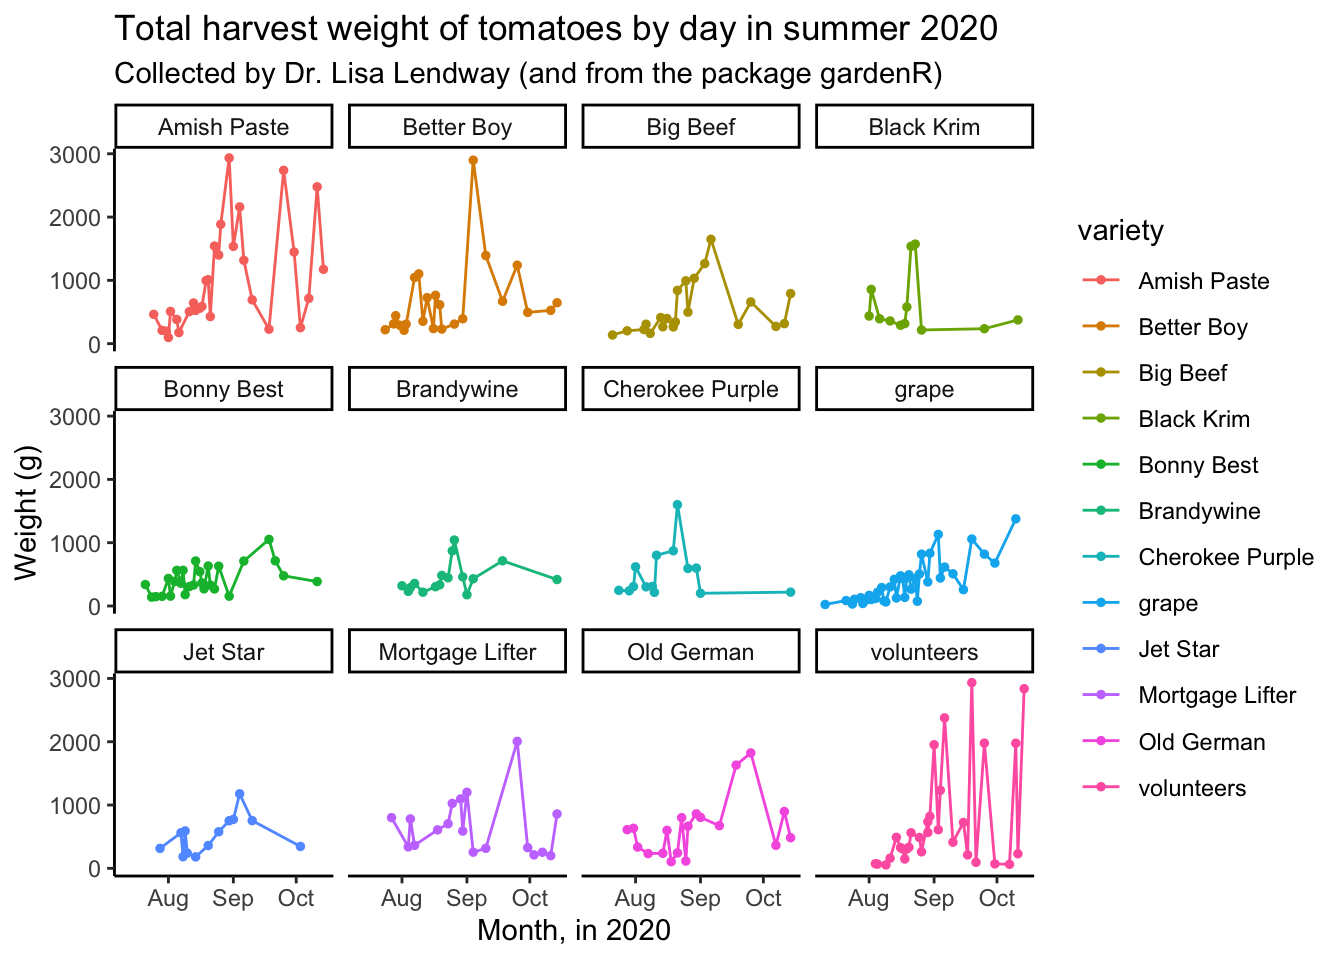 Total harvest weight of tomatoes by day in summer 2020
Collected by Dr. Lisa Lendway (and from the package gardenR)
Amish Paste
Better Boy
Big Beef
Black Krim
3000
2000
1000
0
Bonny Best
Brandywine
Cherokee Purple
grape
3000
2000
1000
0
Jet Star
Mortgage Lifter
Old German
volunteers
3000
2000
1000
0
Aug Sep Oct
Aug Sep Oct
Aug Sep Oct
Aug Sep Oct
Month, in 2020
Weight (g)
variety
Amish Paste
Better Boy
Big Beef
Black Krim
Bonny Best
Brandywine
Cherokee Purple
grape
Jet Star
Mortgage Lifter
Old German
volunteers